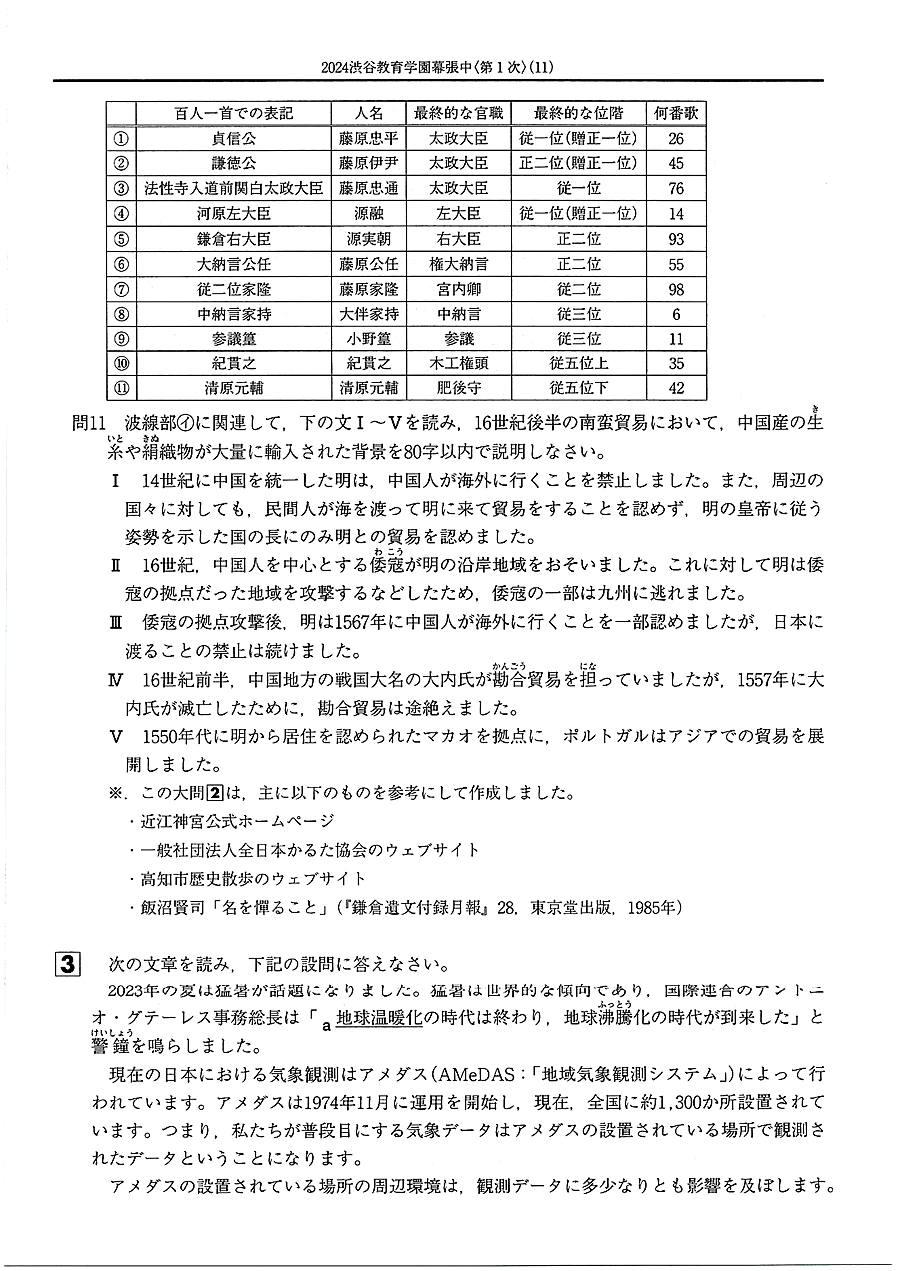 2024渋谷教育学園幕張中〈第1次〉(11)
百人一首での表記 人名 最終的な官職 最終的な位階 何番歌
① 貞信公 藤原忠平 太政大臣 従一位(贈正一位) 26
② 謙徳公 藤原伊尹 太政大臣 正二位(贈正一位) 45
③ 法性寺入道前関白太政大臣 藤原忠通 太政大臣 従一位 76
④ 河原左大臣 源融 左大臣 従一位(贈正一位) 14
⑤ 鎌倉右大臣 源実朝 右大臣 正二位 93
⑥ 大納言公任 藤原公任 権大納言 正二位 55
⑦ 従二位家隆 藤原家隆 宮内卿 従二位 98
⑧ 中納言家持 大伴家持 中納言 従三位 6
⑨ 参議篁 小野篁 参議 従三位 11
⑩ 紀貫之 紀貫之 木工権頭 従五位上 35
⑪ 清原元輔 清原元輔 肥後守 従五位下 42
問11 波線部㋑に関連して，下の文Ⅰ～Ⅴを読み，16世紀後半の南蛮貿易において，中国産の生
糸や絹織物が大量に輸入された背景を80字以内で説明しなさい。
Ⅰ 14世紀に中国を統一した明は，中国人が海外に行くことを禁止しました。また，周辺の
国々に対しても，民間人が海を渡って明に来て貿易をすることを認めず，明の皇帝に従う
姿勢を示した国の長にのみ明との貿易を認めました。
Ⅱ 16世紀，中国人を中心とする倭寇が明の沿岸地域をおそいました。これに対して明は倭
寇の拠点だった地域を攻撃するなどしたため，倭寇の一部は九州に逃れました。
Ⅲ 倭寇の拠点攻撃後，明は1567年に中国人が海外に行くことを一部認めましたが，日本に
渡ることの禁止は続けました。
Ⅳ 16世紀前半，中国地方の戦国大名の大内氏が勘合貿易を担っていましたが，1557年に大
内氏が滅亡したために，勘合貿易は途絶えました。
Ⅴ 1550年代に明から居住を認められたマカオを拠点に，ポルトガルはアジアでの貿易を展
開しました。
※．この大問2は，主に以下のものを参考にして作成しました。
・近江神宮公式ホームページ
・一般社団法人全日本かるた協会のウェブサイト
・高知市歴史散歩のウェブサイト
・飯沼賢司「名を憚ること」(『鎌倉遺文付録月報』28，東京堂出版，1985年)
3 次の文章を読み，下記の設問に答えなさい。
2023年の夏は猛暑が話題になりました。猛暑は世界的な傾向であり，国際連合のアントニ
オ・グテーレス事務総長は「a地球温暖化の時代は終わり，地球沸騰化の時代が到来した」と
警鐘を鳴らしました。
現在の日本における気象観測はアメダス(AMeDAS：「地域気象観測システム」)によって行
われています。アメダスは1974年11月に運用を開始し，現在，全国に約1,300か所設置されて
います。つまり，私たちが普段目にする気象データはアメダスの設置されている場所で観測さ
れたデータということになります。
アメダスの設置されている場所の周辺環境は，観測データに多少なりとも影響を及ぼします。